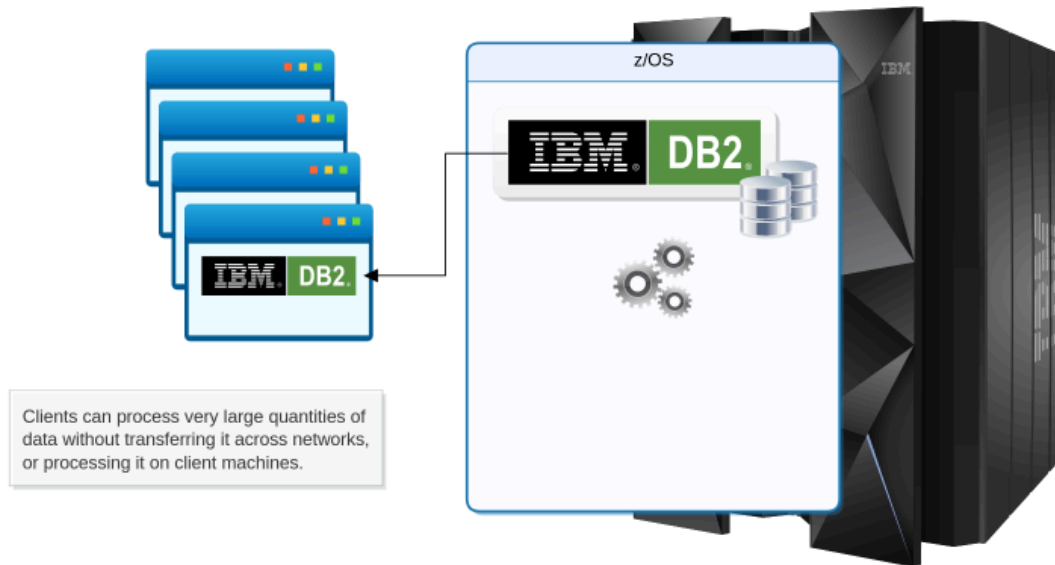 z/OS
IBM
IBM® DB2®
IBM® DB2®
Clients can process very large quantities of
data without transferring it across networks,
or processing it on client machines.